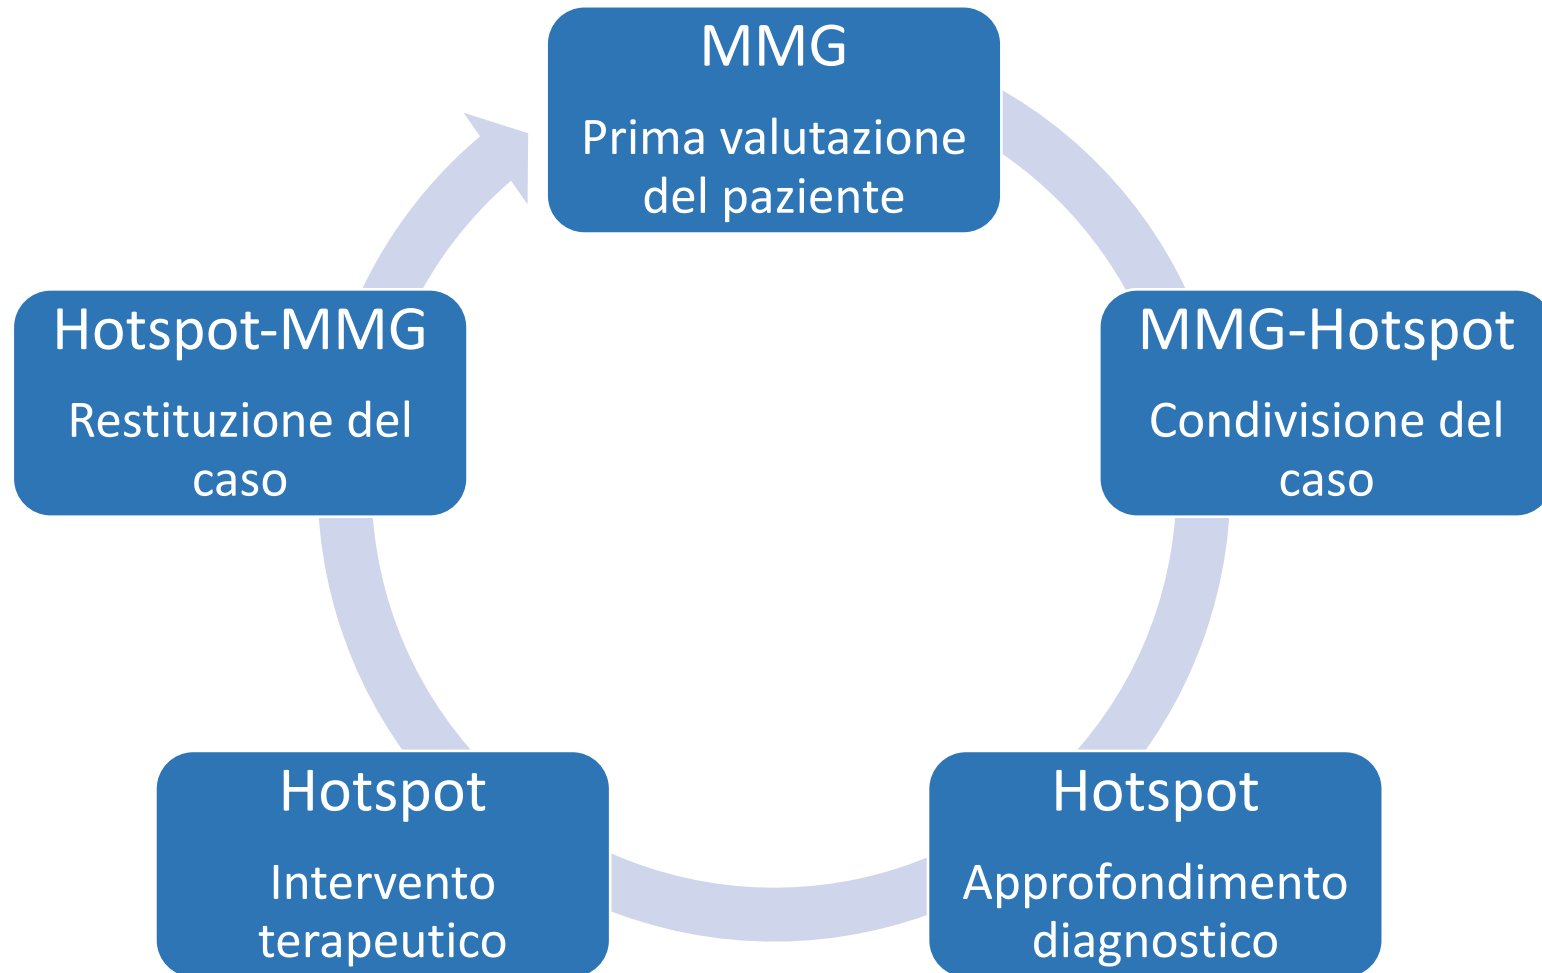 MMG
Prima valutazione
del paziente
MMG-Hotspot
Condivisione del
caso
Hotspot
Approfondimento
diagnostico
Hotspot
Intervento
terapeutico
Hotspot-MMG
Restituzione del
caso